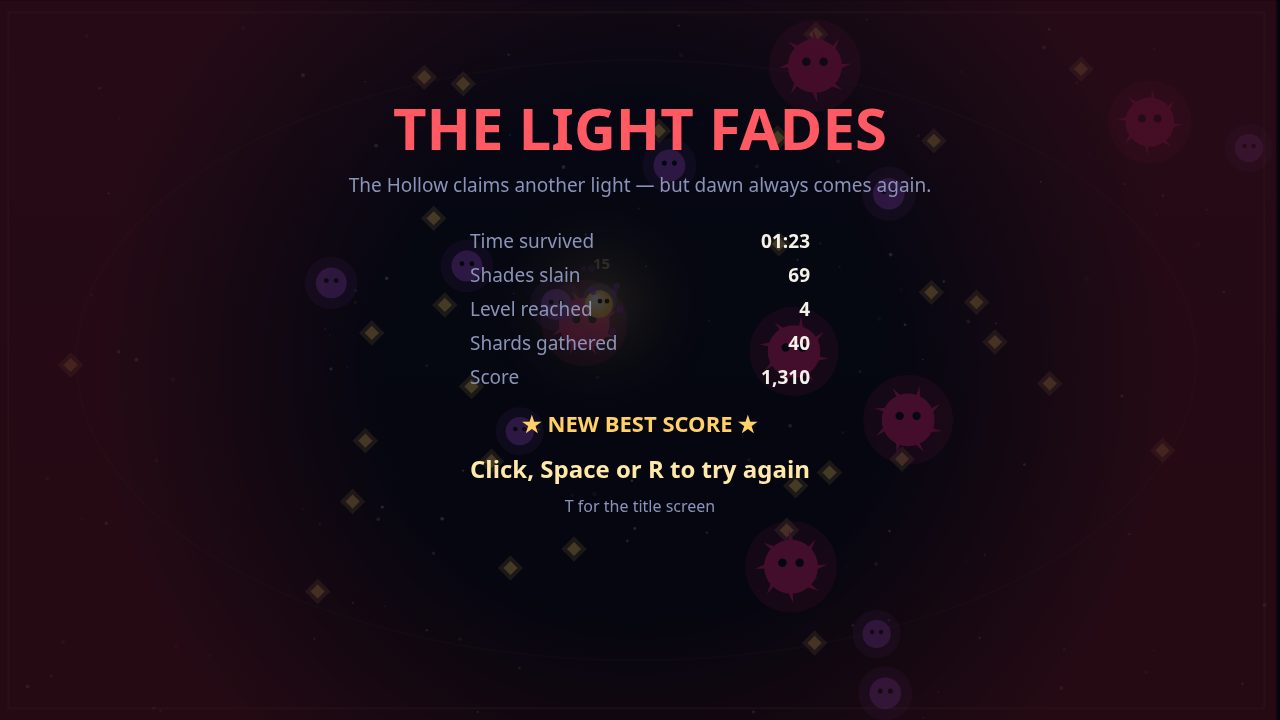 THE LIGHT FADES
The Hollow claims another light — but dawn always comes again.
Time survived 01:23
15
Shades slain 69
Level reached 4
Shards gathered 40
Score 1,310
★ NEW BEST SCORE ★
Click, Space or R to try again
T for the title screen